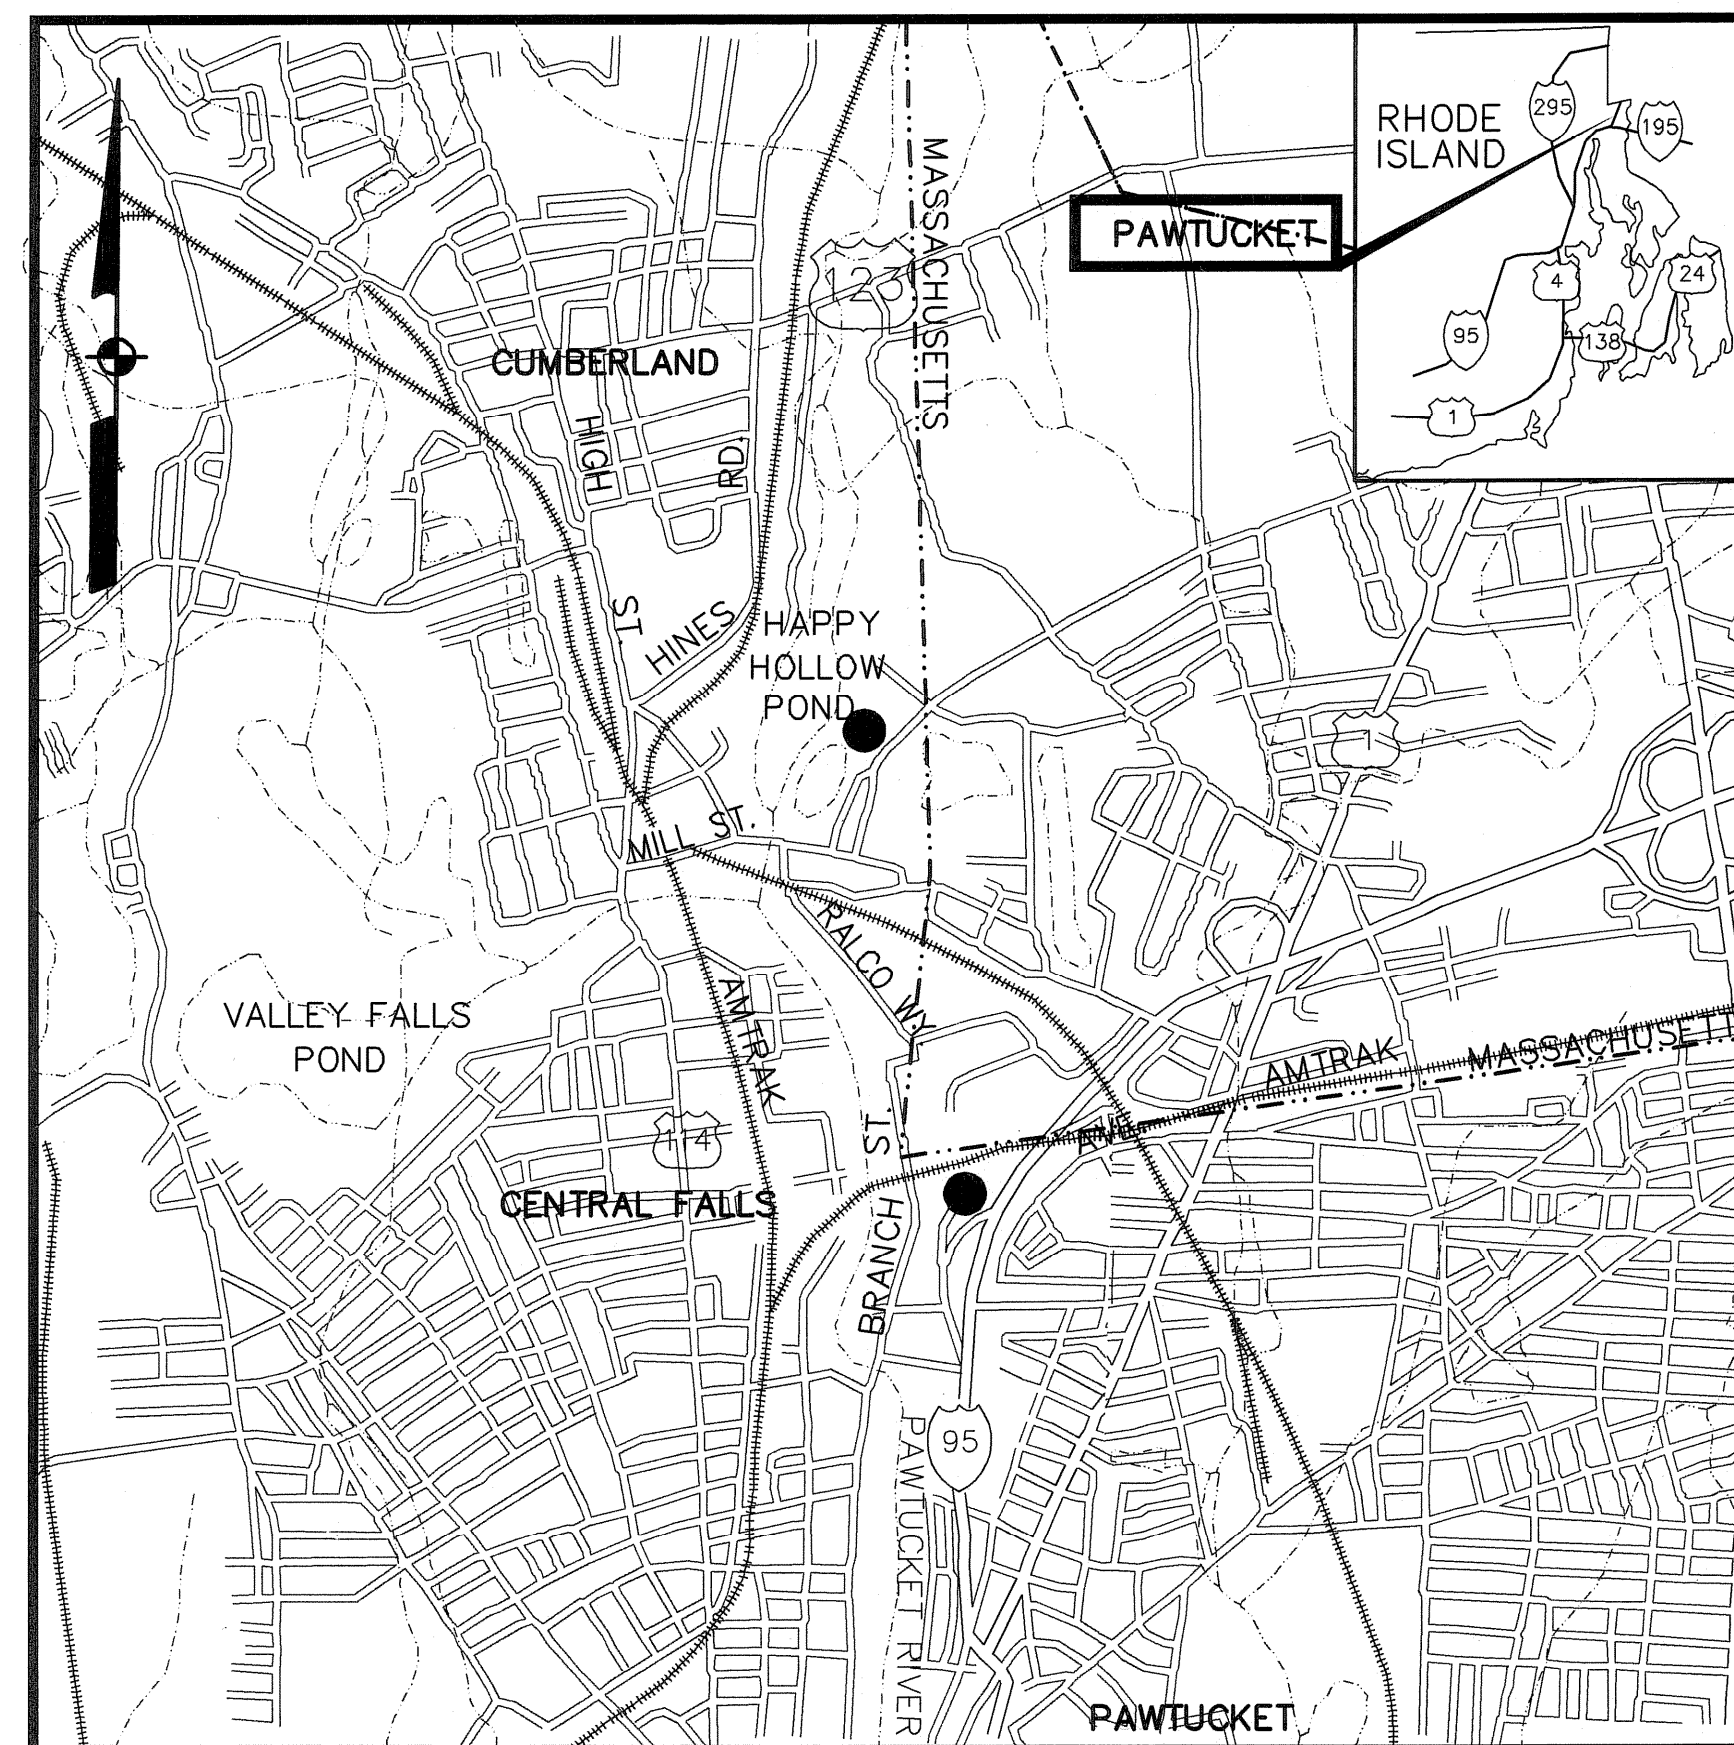 RHODE
ISLAND
295
195
4
24
95
138
1
PAWTUCKET
MASSACHUSETTS
123
CUMBERLAND
HIGH
ST.
HINES
RD.
HAPPY
HOLLOW
POND
1
MILL ST.
RALCO WY.
VALLEY FALLS
POND
AMTRAK
AMTRAK
MASSACHUSETT
114
CENTRAL FALLS
BRANCH ST.
95
PAWTUCKET RIVER
PAWTUCKET